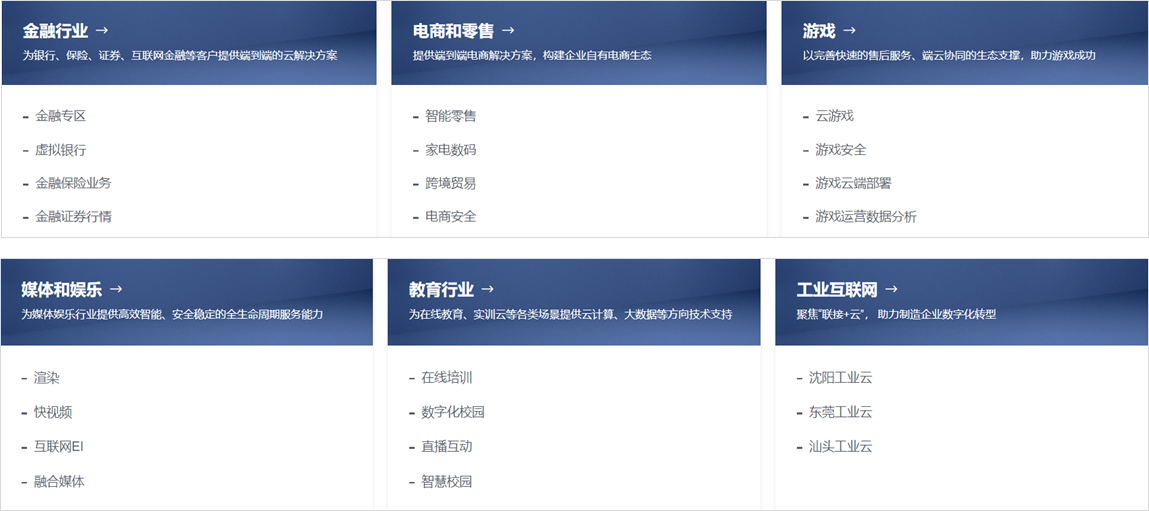 金融行业 →
为银行、保险、证券、互联网金融等客户提供端到端的云解决方案
- 金融专区
- 虚拟银行
- 金融保险业务
- 金融证券行情
电商和零售 →
提供端到端电商解决方案，构建企业自有电商生态
- 智能零售
- 家电数码
- 跨境贸易
- 电商安全
游戏 →
以完善快速的售后服务、端云协同的生态支撑，助力游戏成功
- 云游戏
- 游戏安全
- 游戏云端部署
- 游戏运营数据分析
媒体和娱乐 →
为媒体娱乐行业提供高效智能、安全稳定的全生命周期服务能力
- 渲染
- 快视频
- 互联网EI
- 融合媒体
教育行业 →
为在线教育、实训云等各类场景提供云计算、大数据等方向技术支持
- 在线培训
- 数字化校园
- 直播互动
- 智慧校园
工业互联网 →
聚焦“联接+云”， 助力制造企业数字化转型
- 沈阳工业云
- 东莞工业云
- 汕头工业云